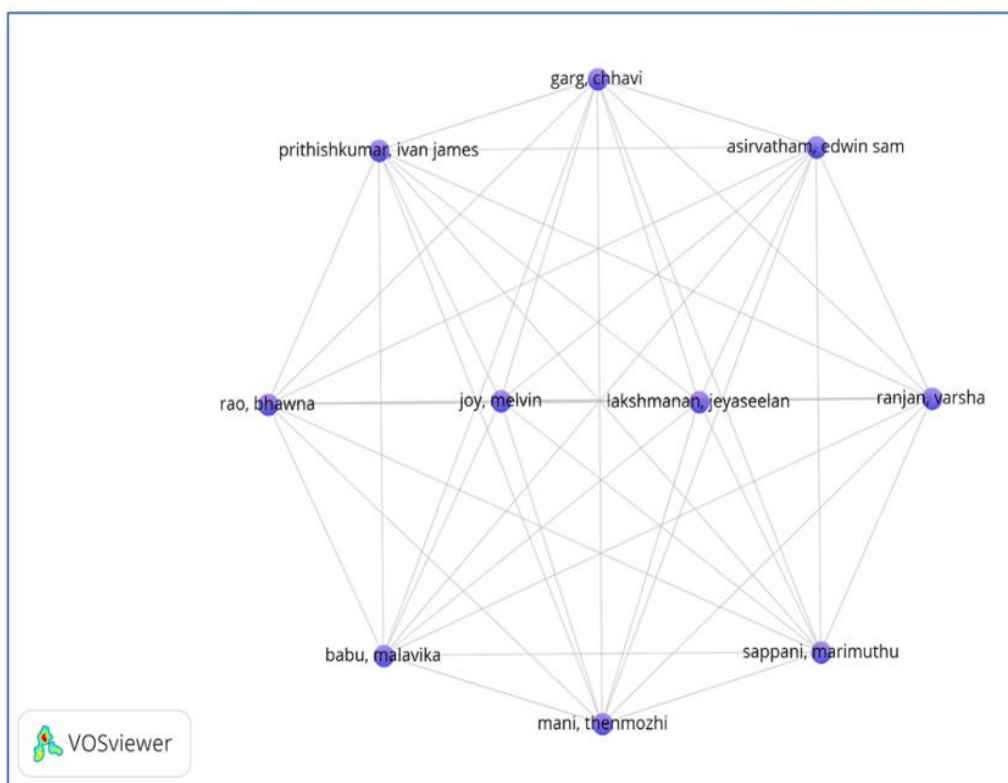 garg, chhavi
prithishkumar, ivan james
asirvatham, edwin sam
rao, bhawna
joy, melvin
lakshmanan, jeyaseelan
ranjan, varsha
babu, malavika
sappani, marimuthu
mani, thenmozhi
VOSviewer